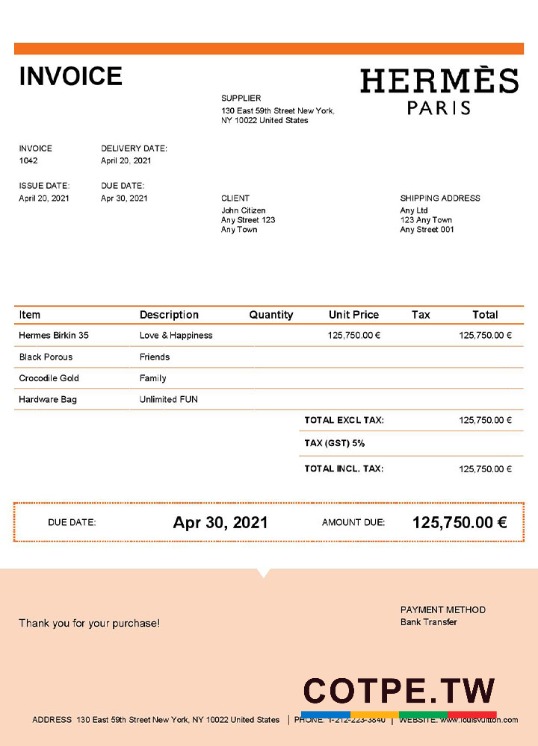 INVOICE
HERMÈS
PARIS
SUPPLIER
130 East 59th Street New York,
NY 10022 United States
INVOICE DELIVERY DATE:
1042 April 20, 2021
ISSUE DATE: DUE DATE:
April 20, 2021 Apr 30, 2021
CLIENT
John Citizen
Any Street 123
Any Town
SHIPPING ADDRESS
Any Ltd
123 Any Town
Any Street 001
Item Description Quantity Unit Price Tax Total
Hermes Birkin 35 Love & Happiness 125,750.00 € 125,750.00 €
Black Porous Friends
Crocodile Gold Family
Hardware Bag Unlimited FUN
TOTAL EXCL TAX: 125,750.00 €
TAX (GST) 5%
TOTAL INCL. TAX: 125,750.00 €
DUE DATE: Apr 30, 2021 AMOUNT DUE: 125,750.00 €
Thank you for your purchase!
PAYMENT METHOD
Bank Transfer
COTPE.TW
ADDRESS 130 East 59th Street New York, NY 10022 United States | PHONE: 1-212-223-3640 | WEBSITE: www.louisvuitton.com